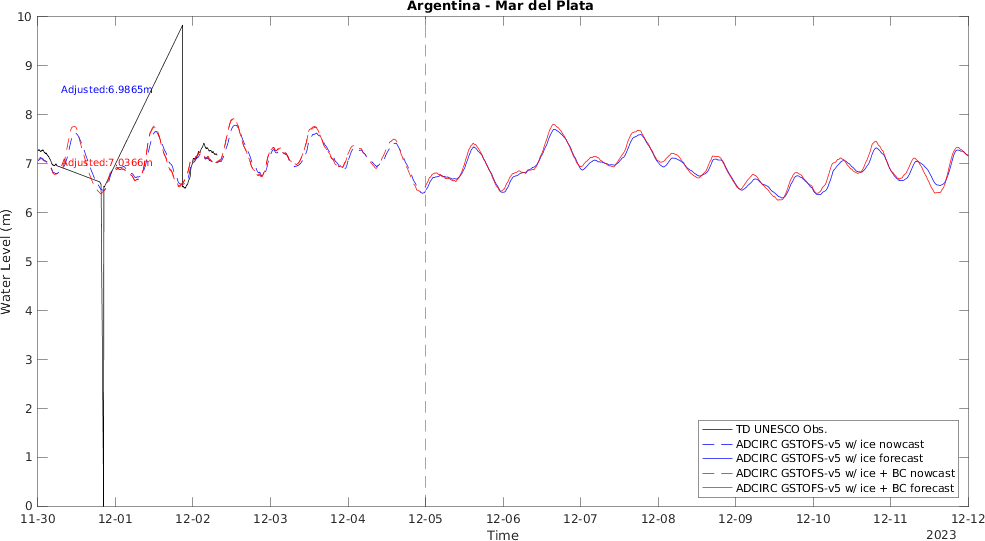 Argentina - Mar del Plata
Water Level (m)
10
9
8
7
6
5
4
3
2
1
0
Adjusted:6.9865m
Adjusted:7.0366m
TD UNESCO Obs.
ADCIRC GSTOFS-v5 w/ ice nowcast
ADCIRC GSTOFS-v5 w/ ice forecast
ADCIRC GSTOFS-v5 w/ ice + BC nowcast
ADCIRC GSTOFS-v5 w/ ice + BC forecast
11-30 12-01 12-02 12-03 12-04 12-05 12-06 12-07 12-08 12-09 12-10 12-11 12-12
Time
2023